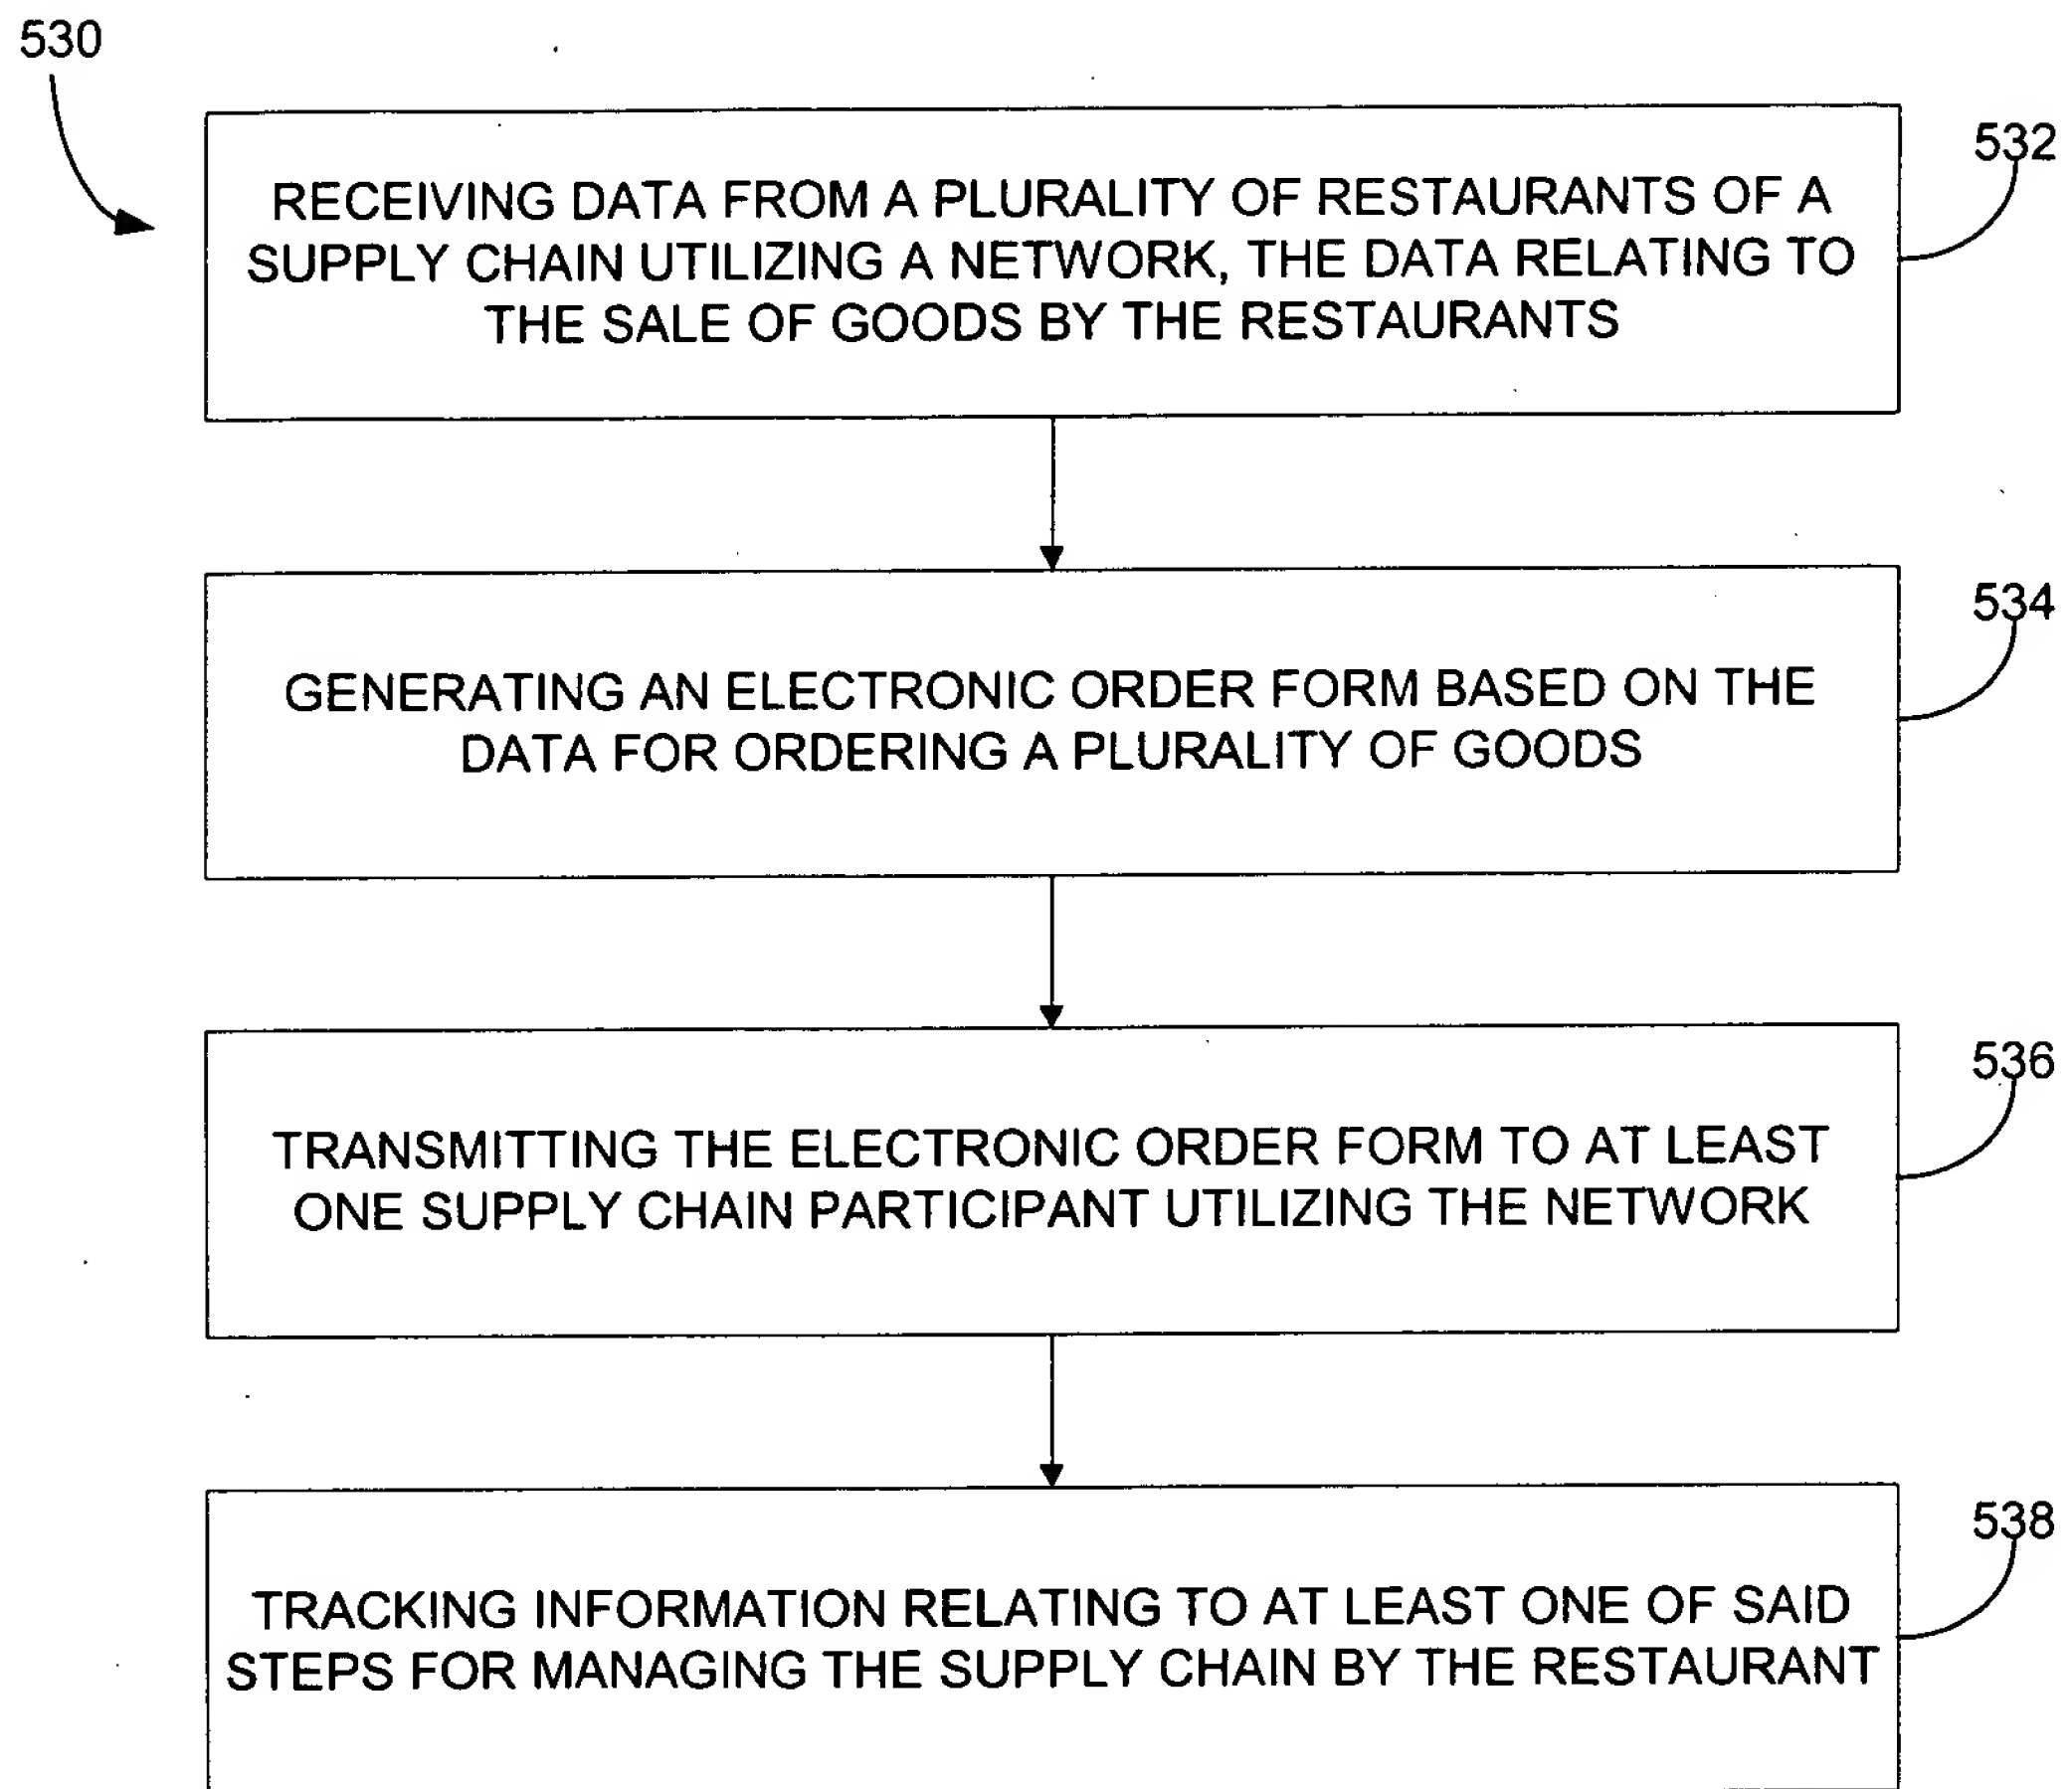 530
532
RECEIVING DATA FROM A PLURALITY OF RESTAURANTS OF A
SUPPLY CHAIN UTILIZING A NETWORK, THE DATA RELATING TO
THE SALE OF GOODS BY THE RESTAURANTS
534
GENERATING AN ELECTRONIC ORDER FORM BASED ON THE
DATA FOR ORDERING A PLURALITY OF GOODS
536
TRANSMITTING THE ELECTRONIC ORDER FORM TO AT LEAST
ONE SUPPLY CHAIN PARTICIPANT UTILIZING THE NETWORK
538
TRACKING INFORMATION RELATING TO AT LEAST ONE OF SAID
STEPS FOR MANAGING THE SUPPLY CHAIN BY THE RESTAURANT